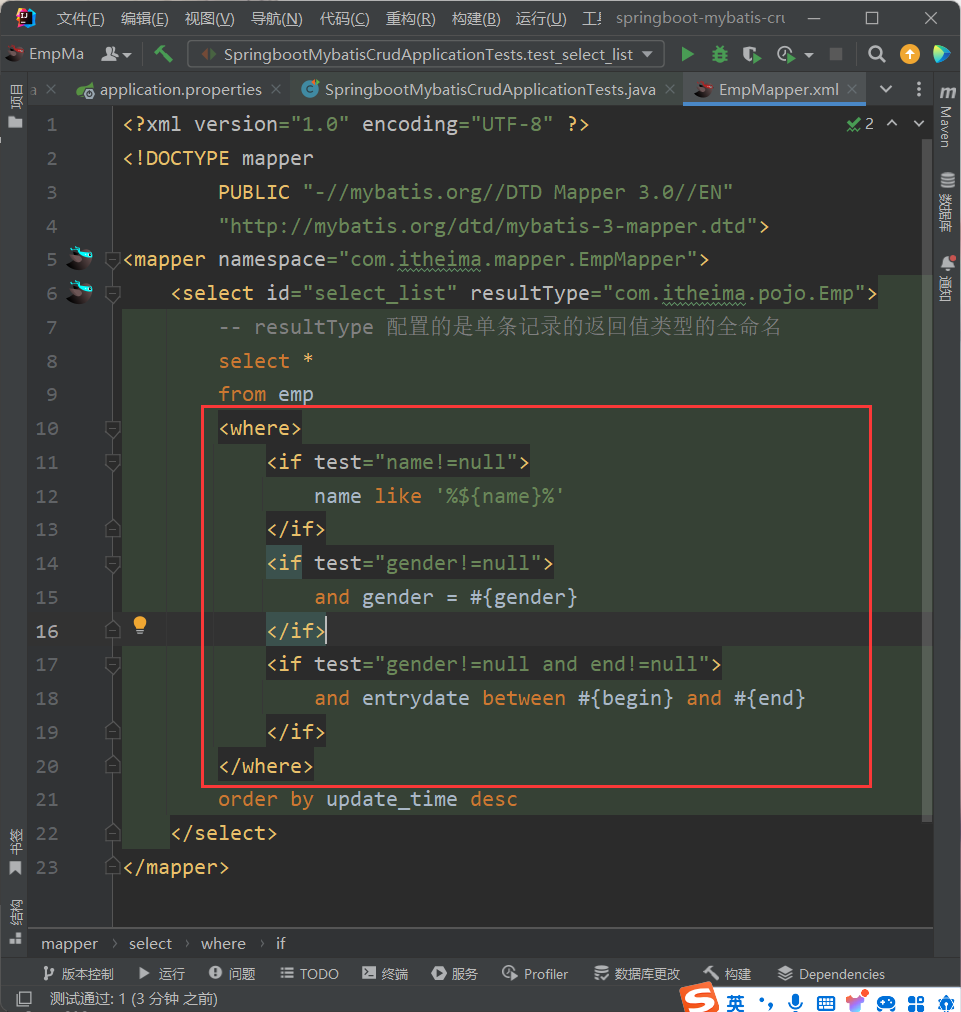 文件(F) 编辑(E) 视图(V) 导航(N) 代码(C) 重构(R) 构建(B) 运行(U) springboot-mybatis-cru
EmpMa SpringbootMybatisCrudApplicationTests.test_select_list
a application.properties SpringbootMybatisCrudApplicationTests.java EmpMapper.xml
项目
Maven
数据库
通知
2
1 <?xml version="1.0" encoding="UTF-8" ?>
2 <!DOCTYPE mapper
3 PUBLIC "-//mybatis.org//DTD Mapper 3.0//EN"
4 "http://mybatis.org/dtd/mybatis-3-mapper.dtd">
5 <mapper namespace="com.itheima.mapper.EmpMapper">
6 <select id="select_list" resultType="com.itheima.pojo.Emp">
7 -- resultType 配置的是单条记录的返回值类型的全命名
8 select *
9 from emp
10 <where>
11 <if test="name!=null">
12 name like '%${name}%'
13 </if>
14 <if test="gender!=null">
15 and gender = #{gender}
16 </if>
17 <if test="gender!=null and end!=null">
18 and entrydate between #{begin} and #{end}
19 </if>
20 </where>
21 order by update_time desc
22 </select>
23 </mapper>
书签
结构
mapper › select › where › if
版本控制 运行 问题 TODO 终端 服务 Profiler 数据库更改 构建 Dependencies
测试通过: 1 (3 分钟 之前)
S 英